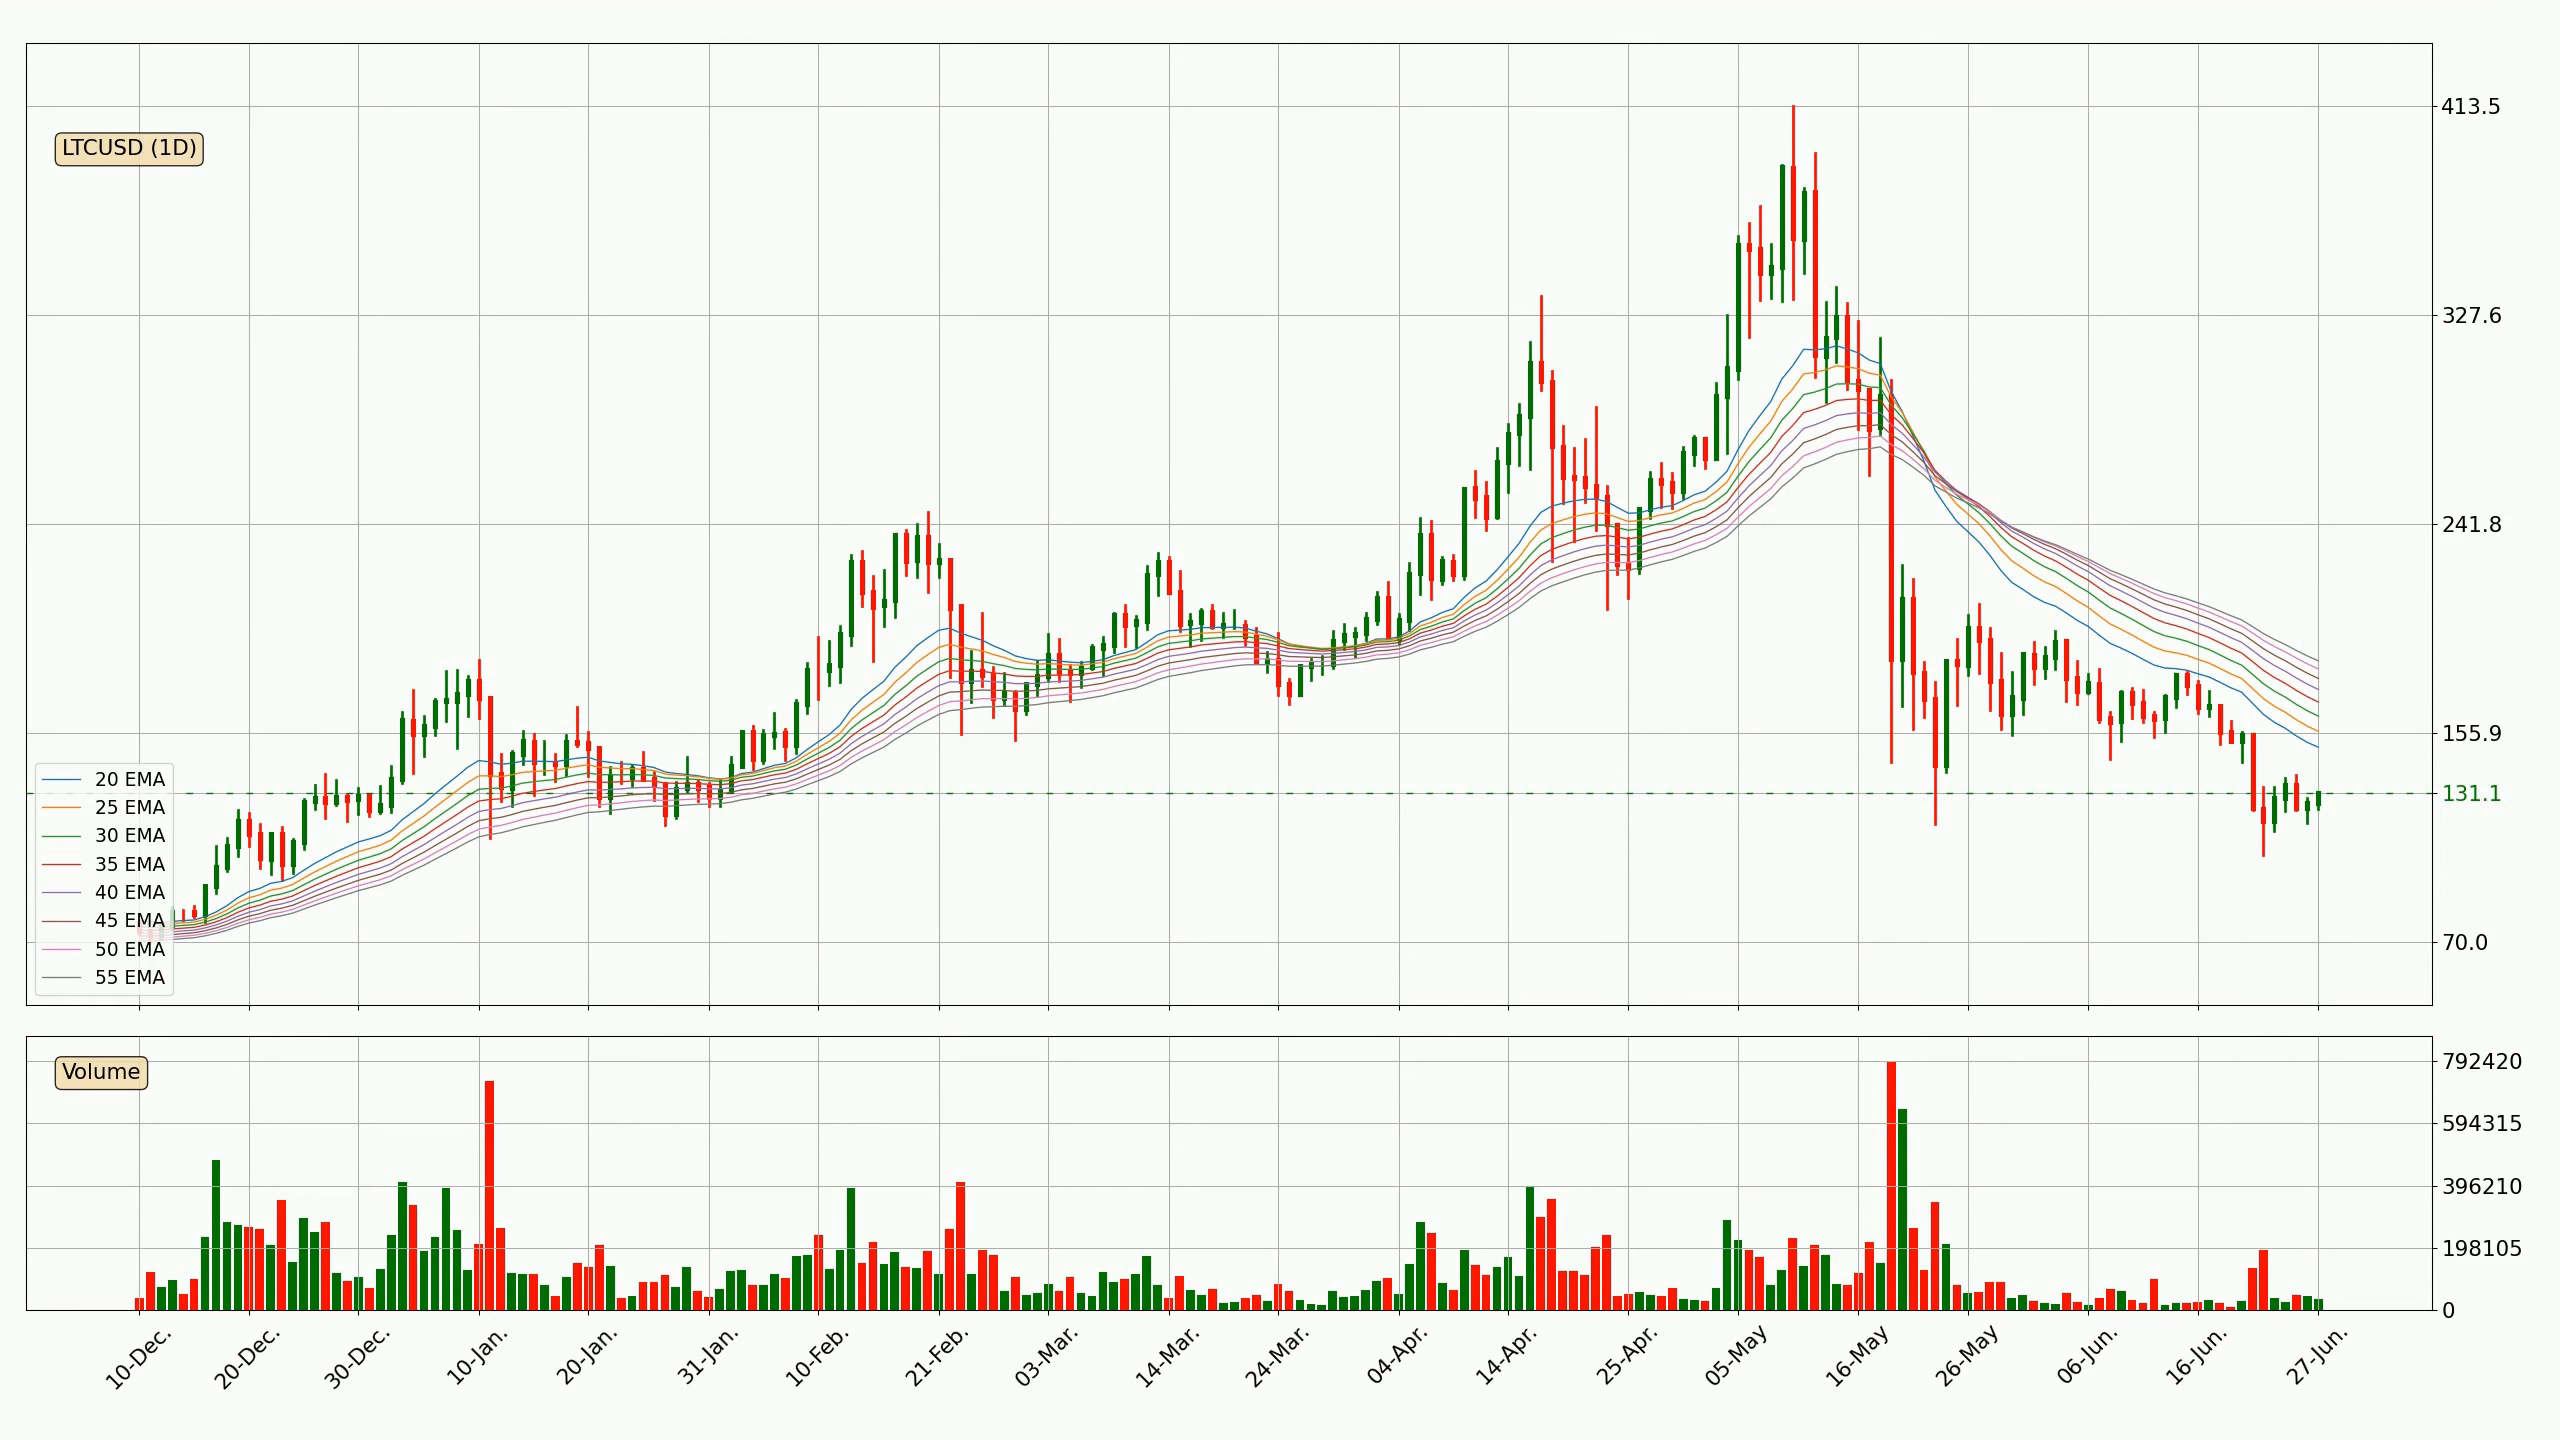 LTCUSD (1D)
413.5
327.6
241.8
155.9
131.1
70.0
20 EMA
25 EMA
30 EMA
35 EMA
40 EMA
45 EMA
50 EMA
55 EMA
Volume
792420
594315
396210
198105
0
10-Dec.
20-Dec.
30-Dec.
10-Jan.
20-Jan.
31-Jan.
10-Feb.
21-Feb.
03-Mar.
14-Mar.
24-Mar.
04-Apr.
14-Apr.
25-Apr.
05-May
16-May
26-May
06-Jun.
16-Jun.
27-Jun.